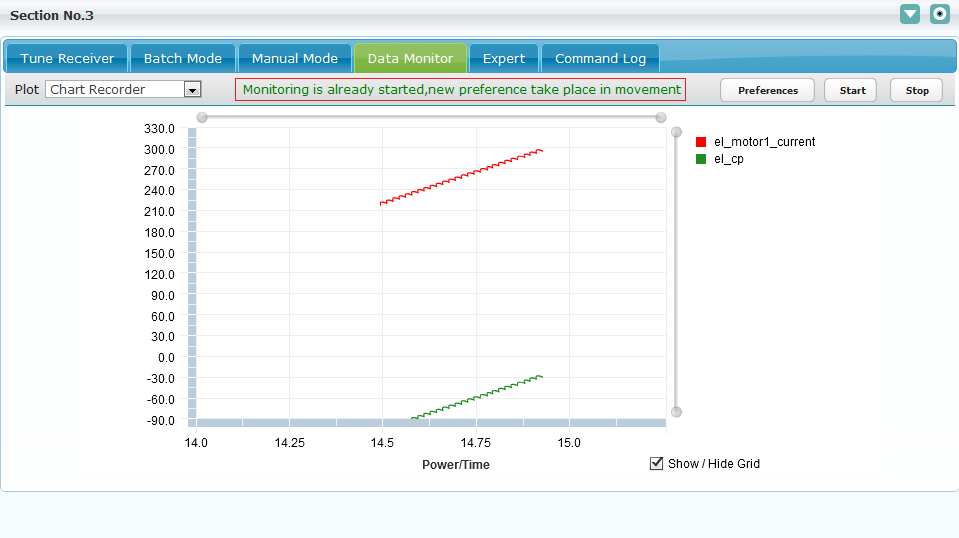 Section No.3
Tune Receiver Batch Mode Manual Mode Data Monitor Expert Command Log
Plot Chart Recorder Monitoring is already started,new preference take place in movement Preferences Start Stop
330.0
300.0
270.0
240.0
210.0
180.0
150.0
120.0
90.0
60.0
30.0
0.0
-30.0
-60.0
-90.0
14.0 14.25 14.5 14.75 15.0
Power/Time
el_motor1_current
el_cp
Show / Hide Grid